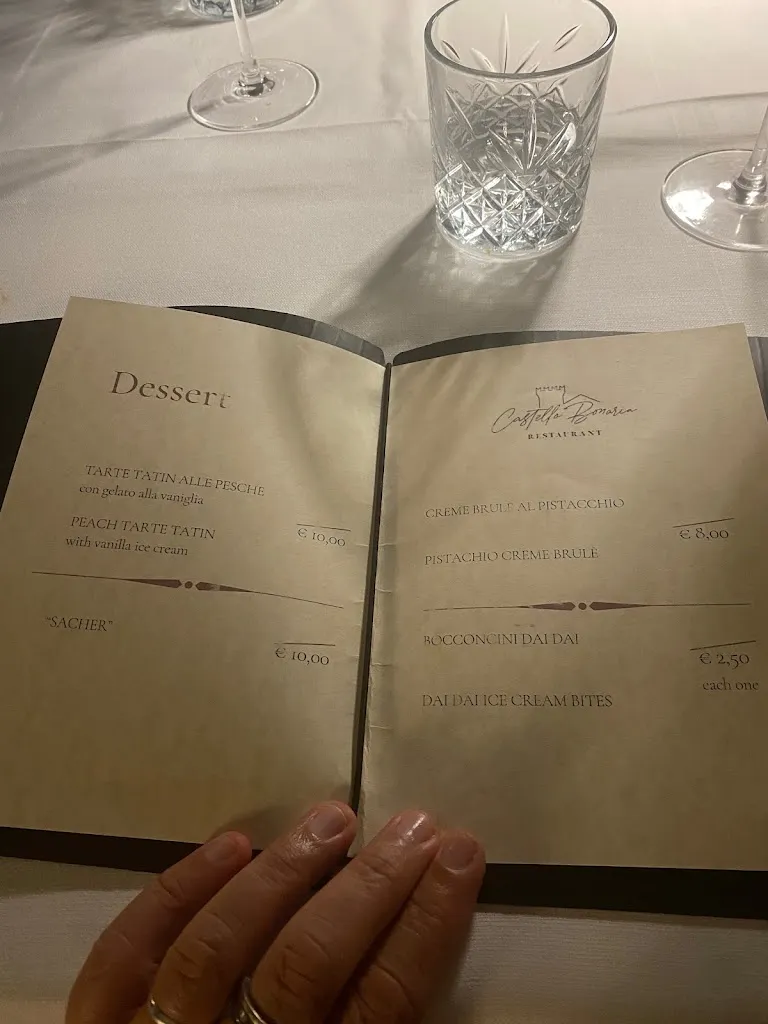 Dessert
TARTE TATIN ALLE PESCHE
con gelato alla vaniglia
PEACH TARTE TATIN
with vanilla ice cream
€ 10,00
"SACHER"
€ 10,00
Castello Bonaria
RESTAURANT
CREME BRULE AL PISTACCHIO
€ 8,00
PISTACHIO CREME BRULE
BOCCONCINI DAI DAI
€ 2,50
each one
DAI DAI ICE CREAM BITES